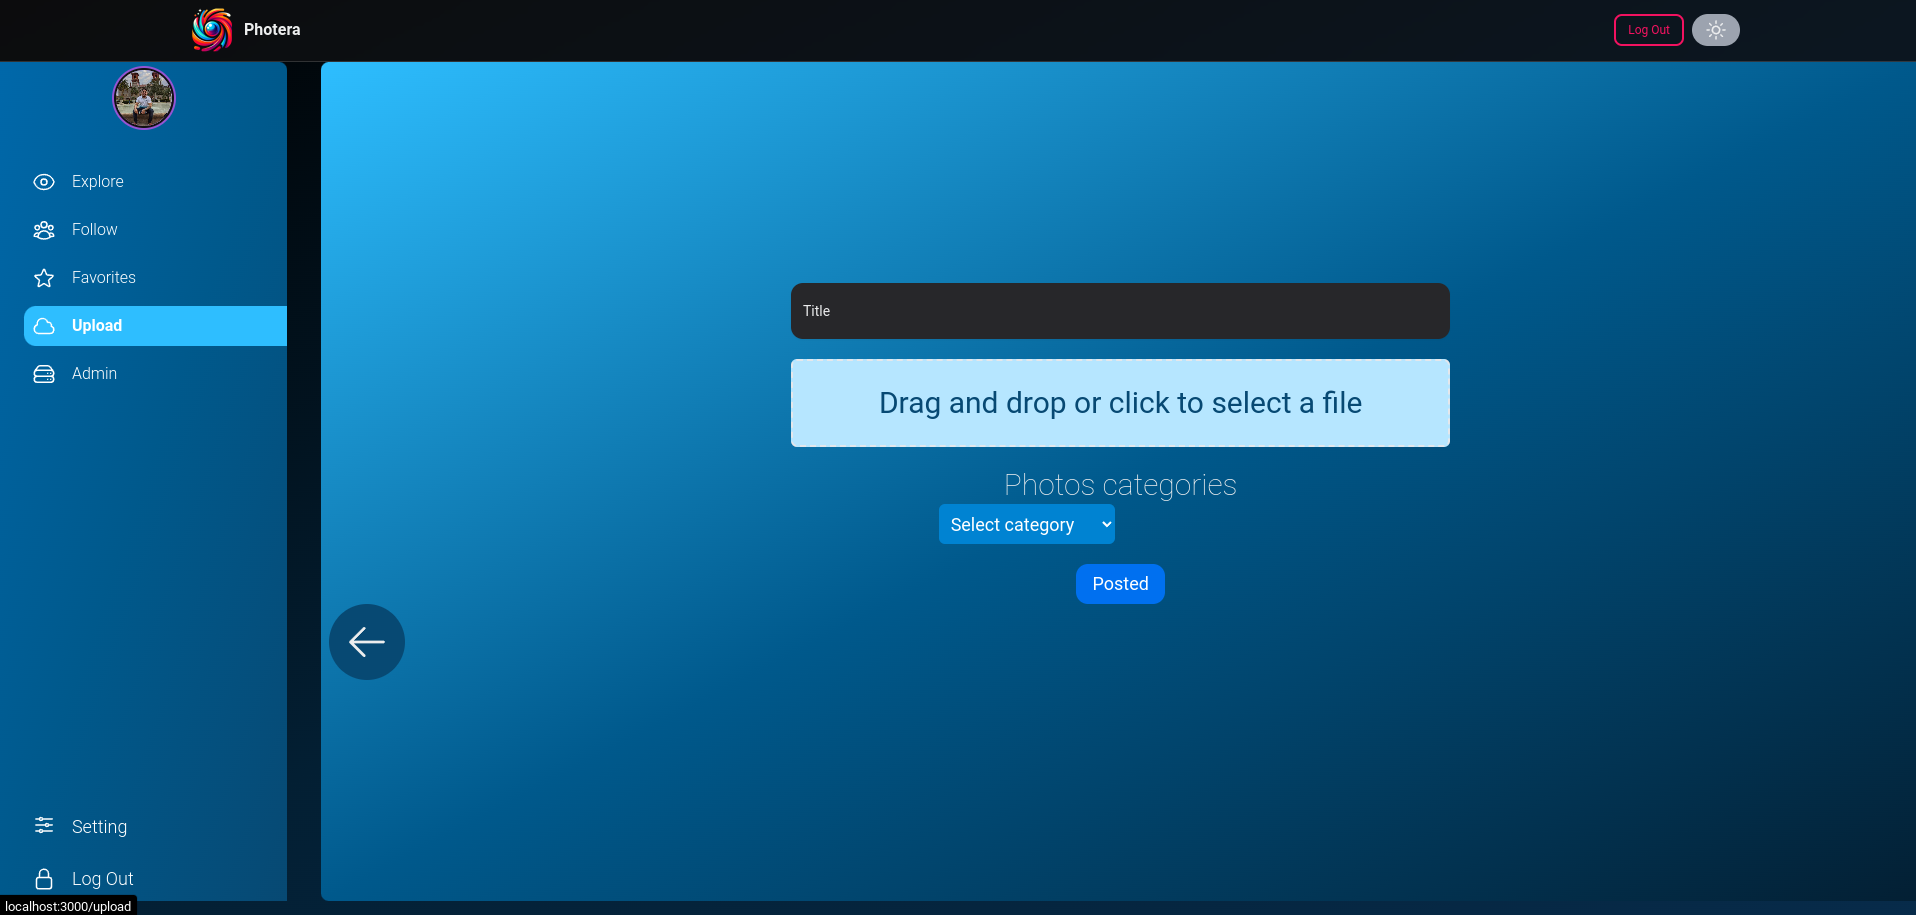 Photera
Log Out
Explore
Follow
Favorites
Upload
Admin
Title
Drag and drop or click to select a file
Photos categories
Select category
Posted
Setting
Log Out
localhost:3000/upload